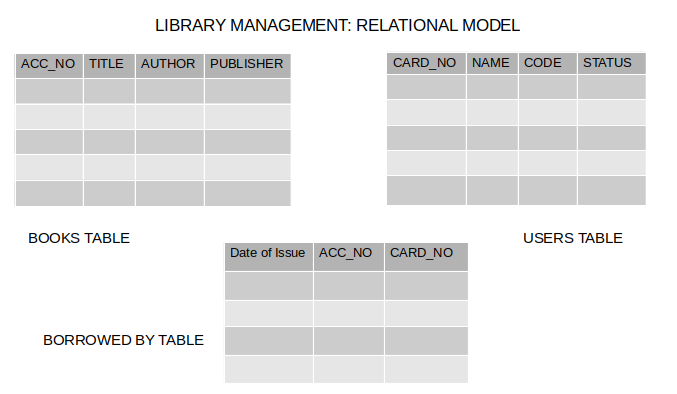 LIBRARY MANAGEMENT: RELATIONAL MODEL
ACC_NO TITLE AUTHOR PUBLISHER
CARD_NO NAME CODE STATUS
BOOKS TABLE
USERS TABLE
Date of Issue ACC_NO CARD_NO
BORROWED BY TABLE